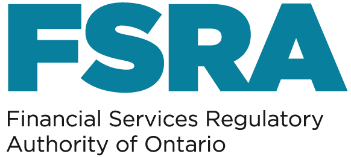 FSRA
Financial Services Regulatory
Authority of Ontario